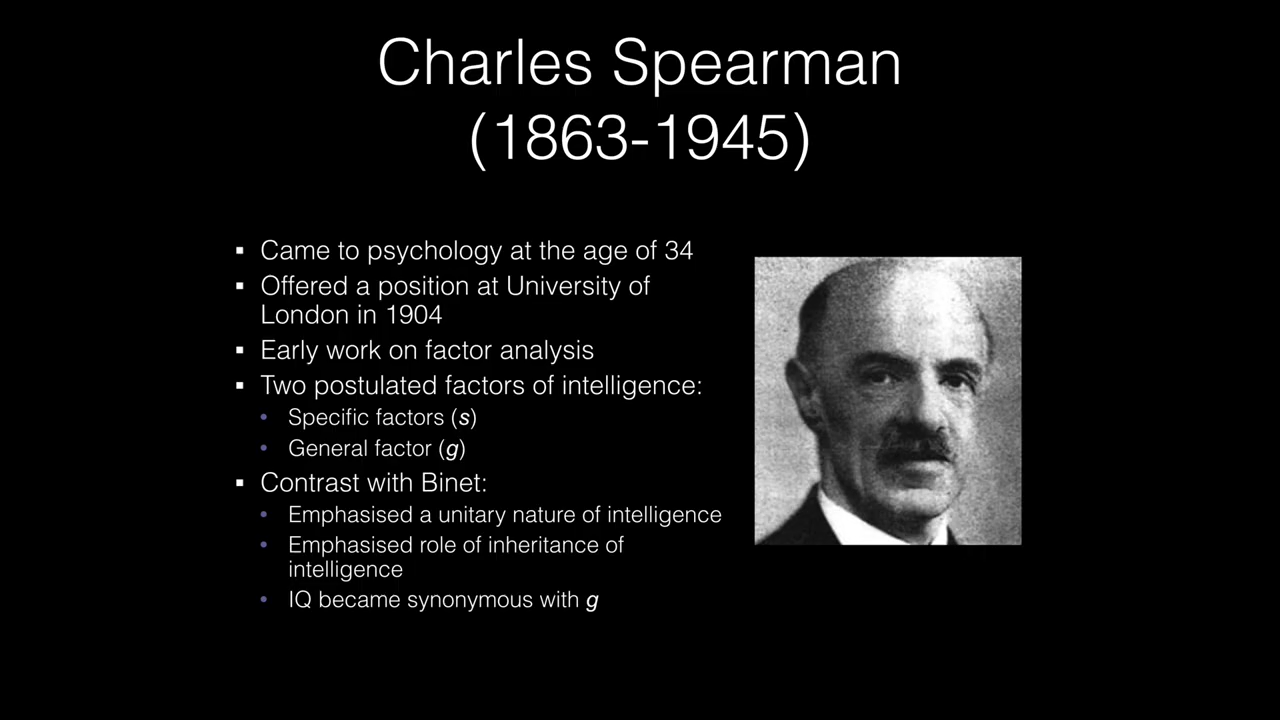 Charles Spearman
(1863-1945)
▪ Came to psychology at the age of 34
▪ Offered a position at University of
London in 1904
▪ Early work on factor analysis
▪ Two postulated factors of intelligence:
• Specific factors (s)
• General factor (g)
▪ Contrast with Binet:
• Emphasised a unitary nature of intelligence
• Emphasised role of inheritance of
intelligence
• IQ became synonymous with g